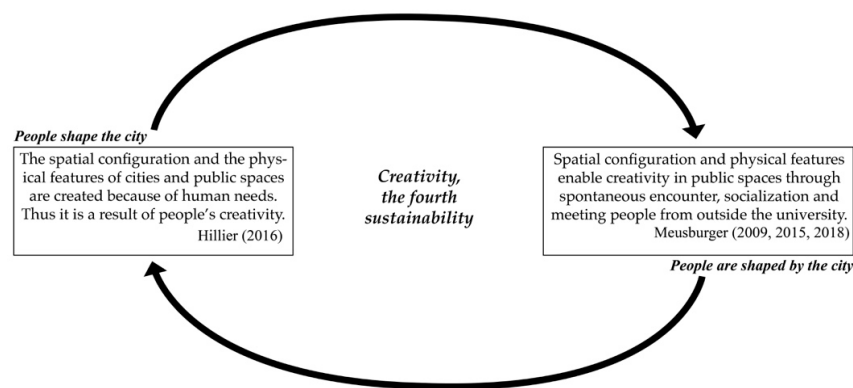 People shape the city
The spatial configuration and the phys-
ical features of cities and public spaces
are created because of human needs.
Thus it is a result of people's creativity.
Hillier (2016)
Creativity,
the fourth
sustainability
Spatial configuration and physical features
enable creativity in public spaces through
spontaneous encounter, socialization and
meeting people from outside the university.
Meusburger (2009, 2015, 2018)
People are shaped by the city